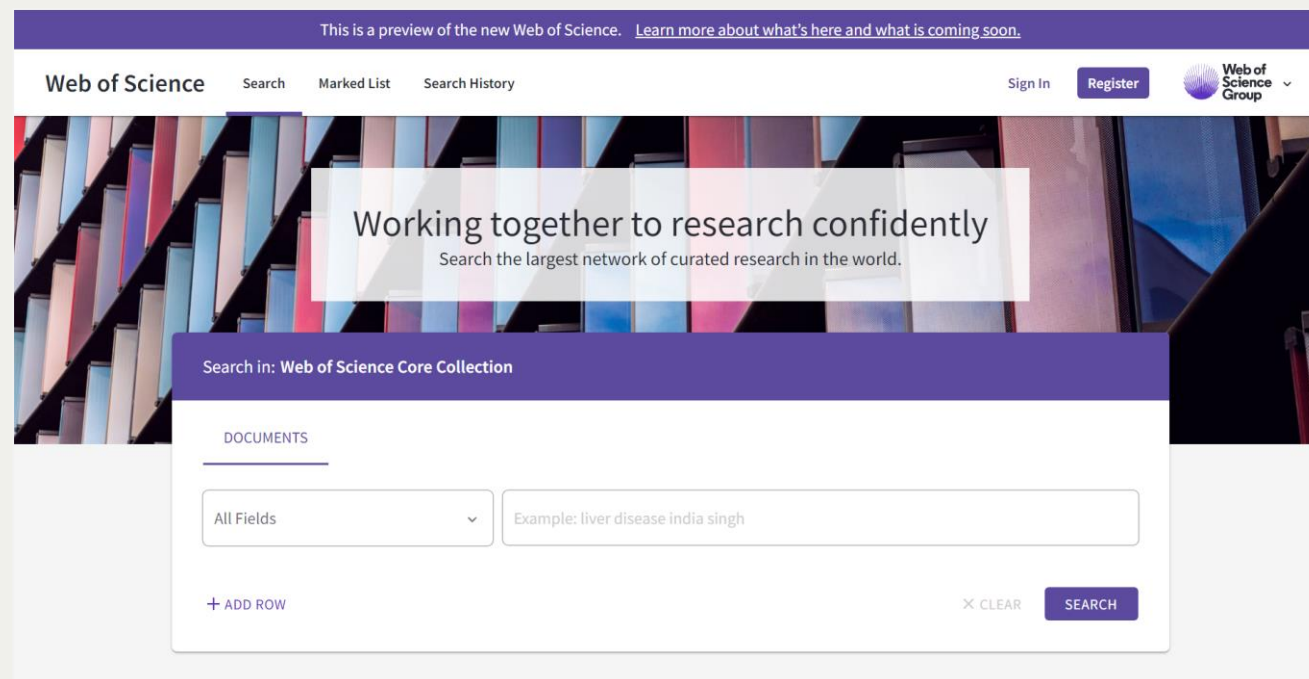 This is a preview of the new Web of Science. Learn more about what's here and what is coming soon.
Web of Science Search Marked List Search History Sign In Register Web of Science Group
Working together to research confidently
Search the largest network of curated research in the world.
Search in: Web of Science Core Collection
DOCUMENTS
All Fields Example: liver disease india singh
+ ADD ROW × CLEAR SEARCH